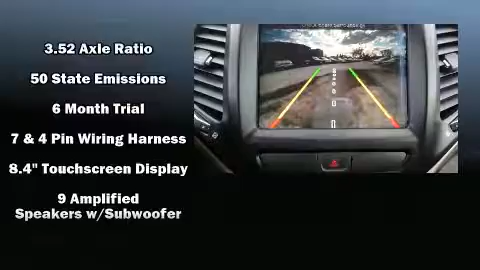 3.52 Axle Ratio
50 State Emissions
6 Month Trial
7 & 4 Pin Wiring Harness
8.4" Touchscreen Display
9 Amplified
Speakers w/Subwoofer